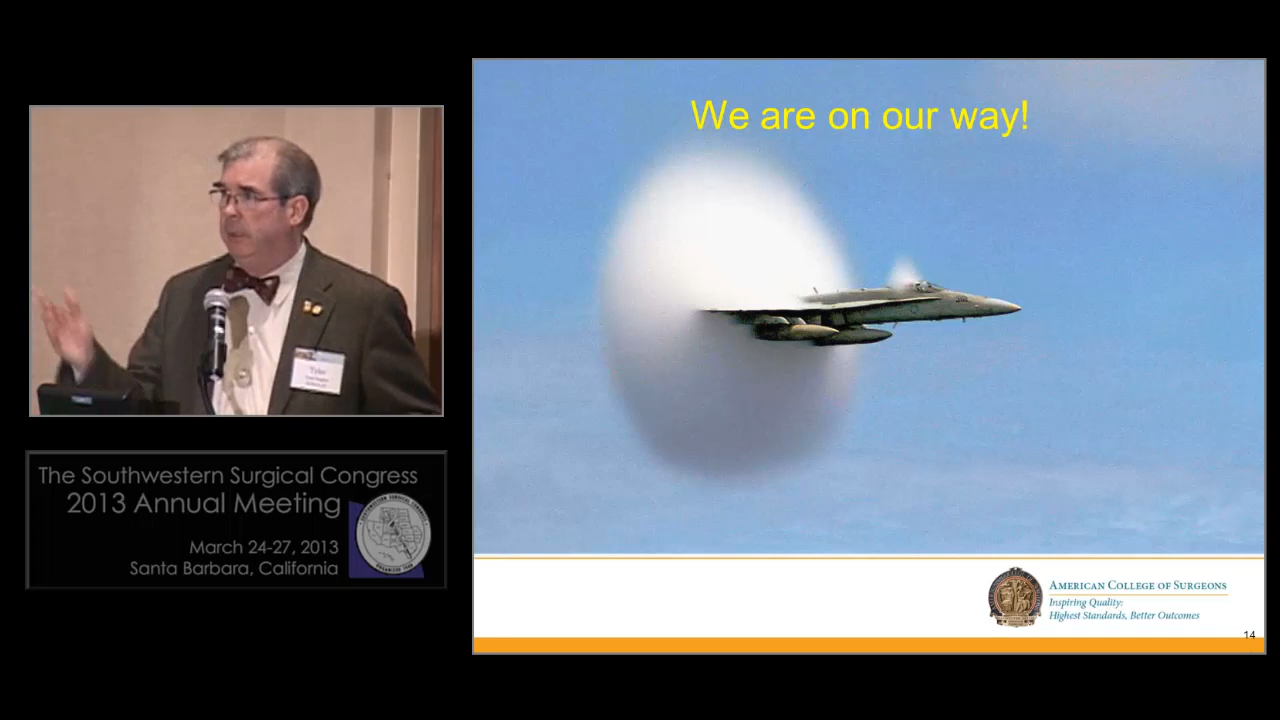 We are on our way!
Tyler
The Southwestern Surgical Congress
2013 Annual Meeting
March 24-27, 2013
Santa Barbara, California
AMERICAN COLLEGE OF SURGEONS
Inspiring Quality:
Highest Standards, Better Outcomes
14